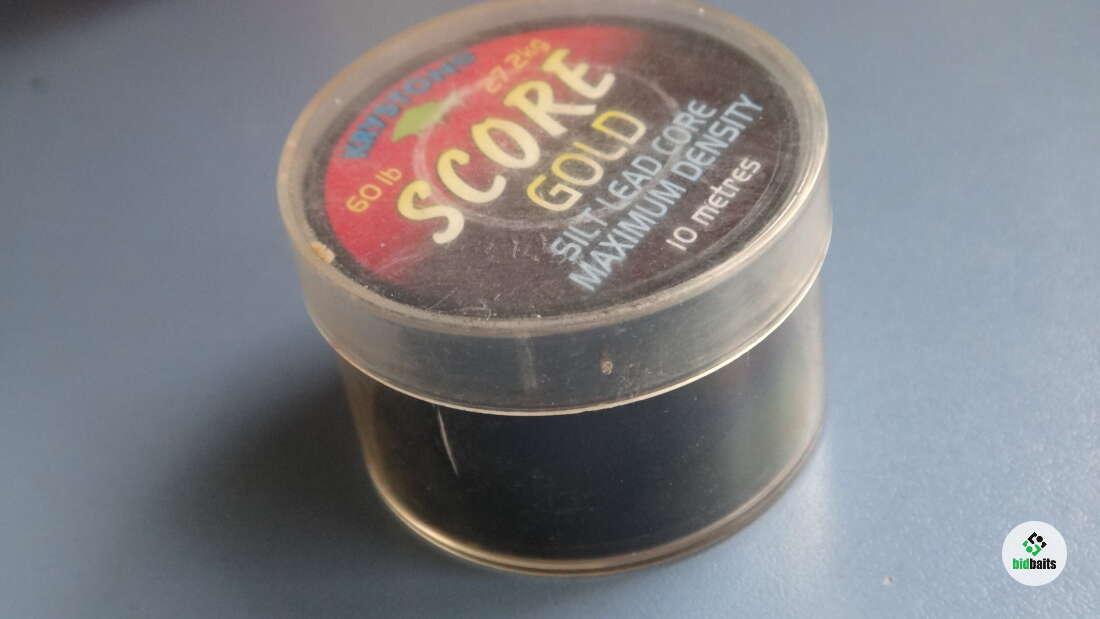 KRYSTONS
60 lb
27.2kg
SCORE
GOLD
SILT LEAD CORE
MAXIMUM DENSITY
10 metres
bidbaits